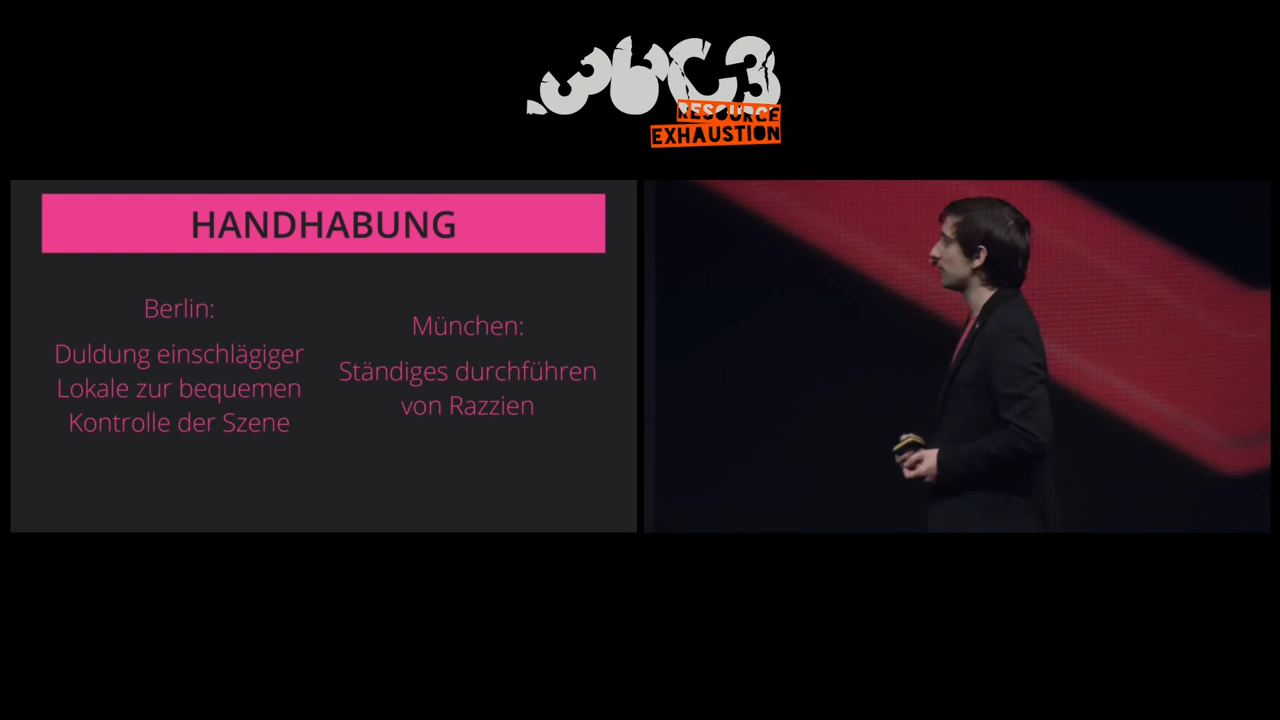 36C3
RESOURCE
EXHAUSTION
HANDHABUNG
Berlin:
Duldung einschlägiger
Lokale zur bequemen
Kontrolle der Szene
München:
Ständiges durchführen
von Razzien